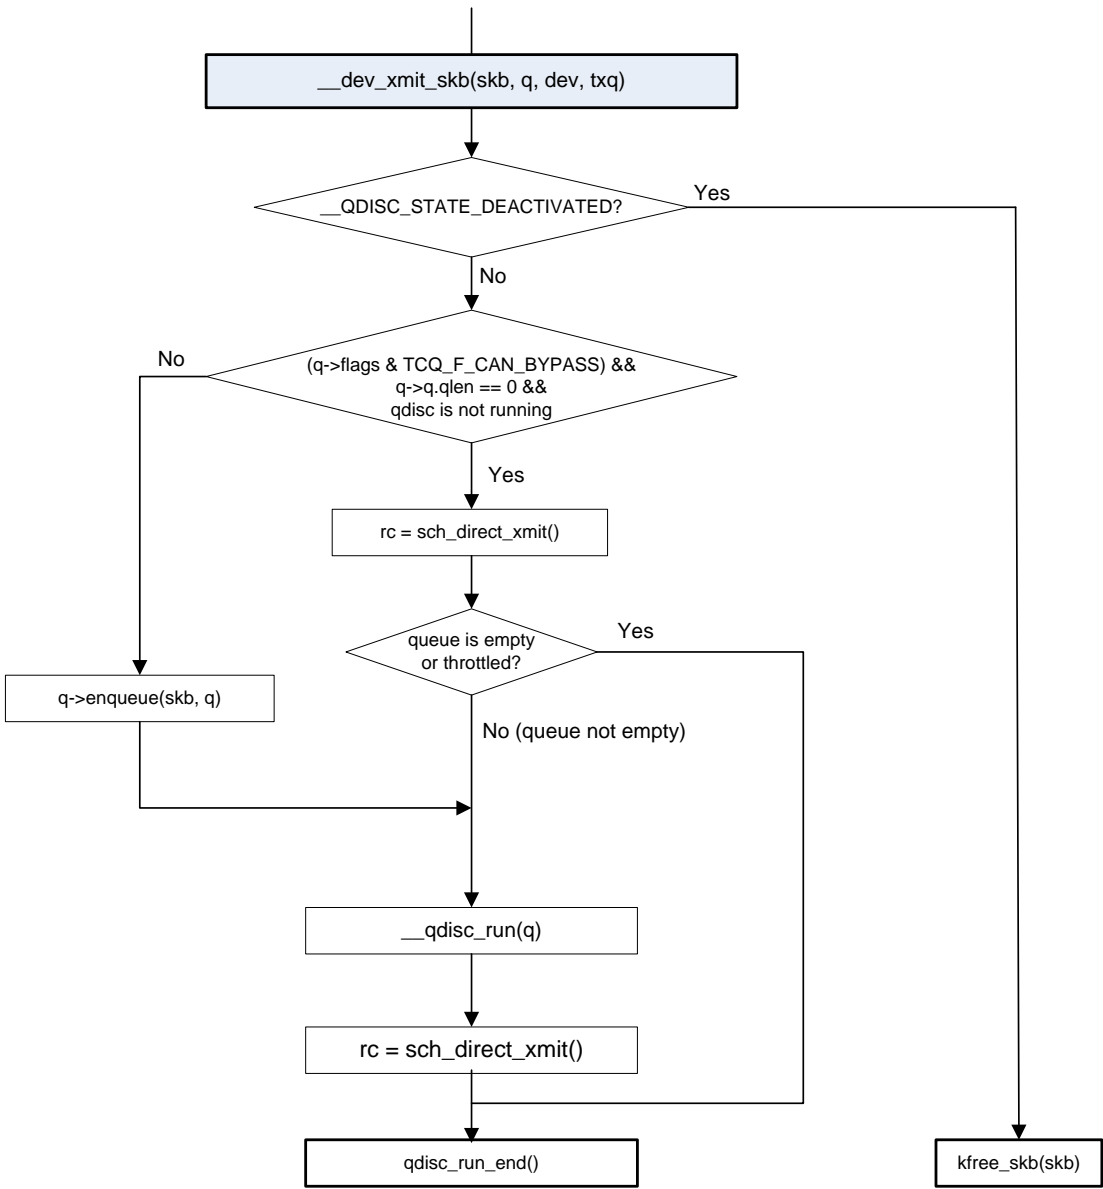 __dev_xmit_skb(skb, q, dev, txq)
__QDISC_STATE_DEACTIVATED?
Yes
No
(q->flags & TCQ_F_CAN_BYPASS) &&
q->q.qlen == 0 &&
qdisc is not running
No
Yes
rc = sch_direct_xmit()
queue is empty
or throttled?
Yes
q->enqueue(skb, q)
No (queue not empty)
__qdisc_run(q)
rc = sch_direct_xmit()
qdisc_run_end()
kfree_skb(skb)